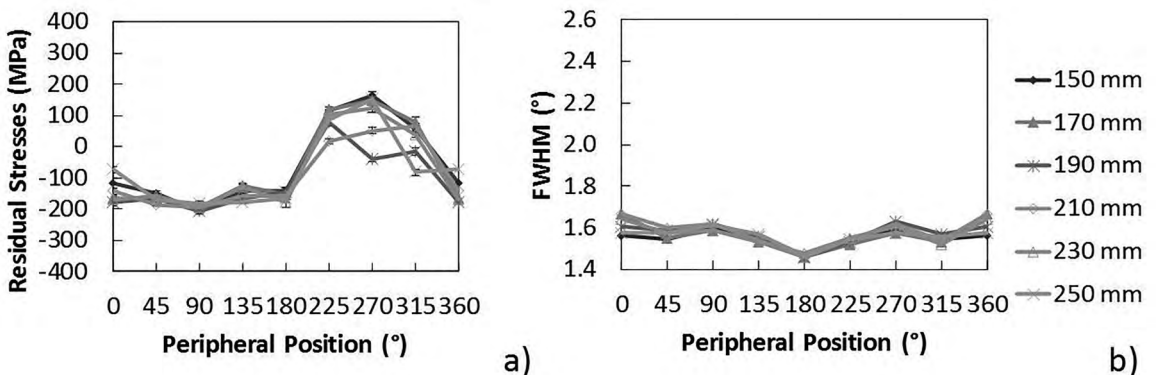 Residual Stresses (MPa)
400
300
200
100
0
-100
-200
-300
-400
0 45 90 135 180 225 270 315 360
Peripheral Position (°)
a)
FWHM (°)
2.6
2.4
2.2
2.0
1.8
1.6
1.4
0 45 90 135 180 225 270 315 360
Peripheral Position (°)
b)
150 mm
170 mm
190 mm
210 mm
230 mm
250 mm